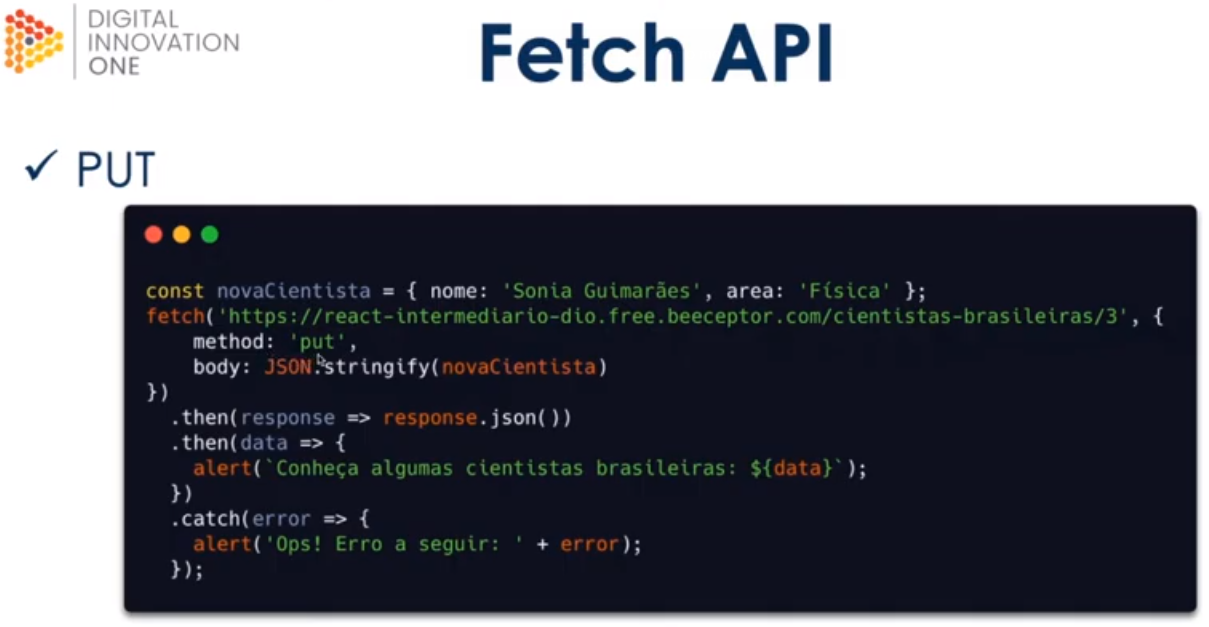 DIGITAL
INNOVATION
ONE
Fetch API
✓ PUT
const novaCientista = { nome: 'Sonia Guimarães', area: 'Física' };
fetch('https://react-intermediario-dio.free.beeceptor.com/cientistas-brasileiras/3', {
    method: 'put',
    body: JSON.stringify(novaCientista)
})
  .then(response => response.json())
  .then(data => {
    alert(`Conheça algumas cientistas brasileiras: ${data}`);
  })
  .catch(error => {
    alert('Ops! Erro a seguir: ' + error);
  });